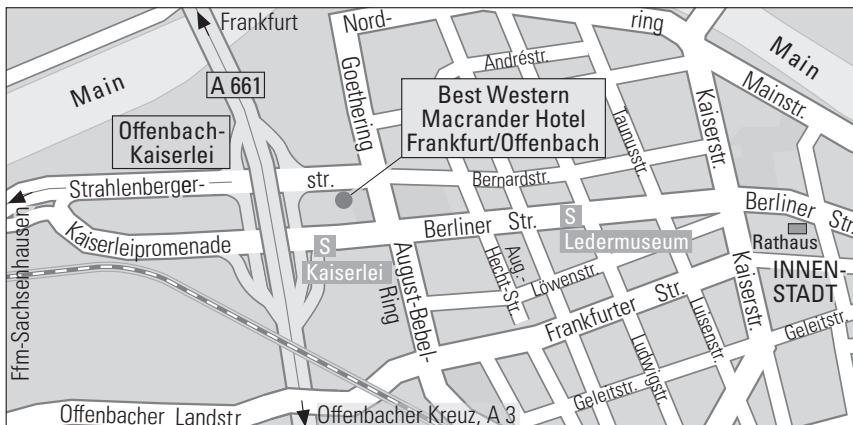 Frankfurt
Nord-
ring
Main
Main
A 661
Goethering
Andréstr.
Mainstr.
Best Western
Macrander Hotel
Frankfurt/Offenbach
Offenbach-
Kaiserlei
Taunusstr.
Kaiserstr.
Strahlenberger-
str.
Bernardstr.
Berliner Str.
S
Ledermuseum
Berliner Str.
Rathaus
Kaiserleipromenade
S
Kaiserlei
Ffm-Sachsenhausen
August-Bebel-
Ring
Aug.-
Hecht-Str.
Löwenstr.
Kaiserstr.
INNEN-
STADT
Frankfurter Str.
Luisenstr.
Ludwigstr.
Geleitstr.
Geleitstr.
Offenbacher Landstr.
Offenbacher Kreuz, A 3